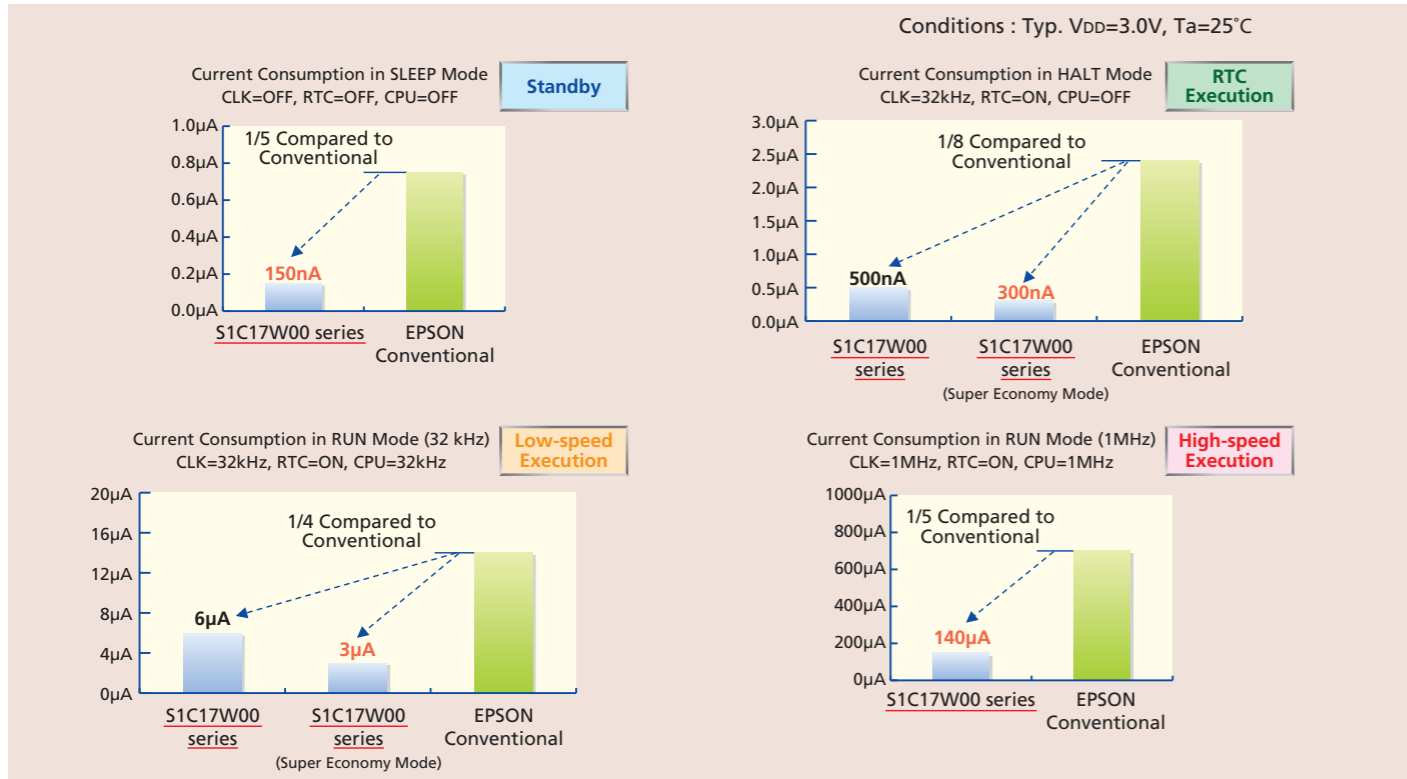 Conditions : Typ. VDD=3.0V, Ta=25˚C
Current Consumption in SLEEP Mode
CLK=OFF, RTC=OFF, CPU=OFF
Standby
1.0µA
0.8µA
0.6µA
0.4µA
0.2µA
0.0µA
1/5 Compared to
Conventional
150nA
S1C17W00 series
EPSON
Conventional
Current Consumption in HALT Mode
CLK=32kHz, RTC=ON, CPU=OFF
RTC
Execution
3.0µA
2.5µA
2.0µA
1.5µA
1.0µA
0.5µA
0.0µA
1/8 Compared to
Conventional
500nA
300nA
S1C17W00
series
S1C17W00
series
(Super Economy Mode)
EPSON
Conventional
Current Consumption in RUN Mode (32 kHz)
CLK=32kHz, RTC=ON, CPU=32kHz
Low-speed
Execution
20µA
16µA
12µA
8µA
4µA
0µA
1/4 Compared to
Conventional
6µA
3µA
S1C17W00
series
S1C17W00
series
(Super Economy Mode)
EPSON
Conventional
Current Consumption in RUN Mode (1MHz)
CLK=1MHz, RTC=ON, CPU=1MHz
High-speed
Execution
1000µA
800µA
600µA
400µA
200µA
0µA
1/5 Compared to
Conventional
140µA
S1C17W00 series
EPSON
Conventional